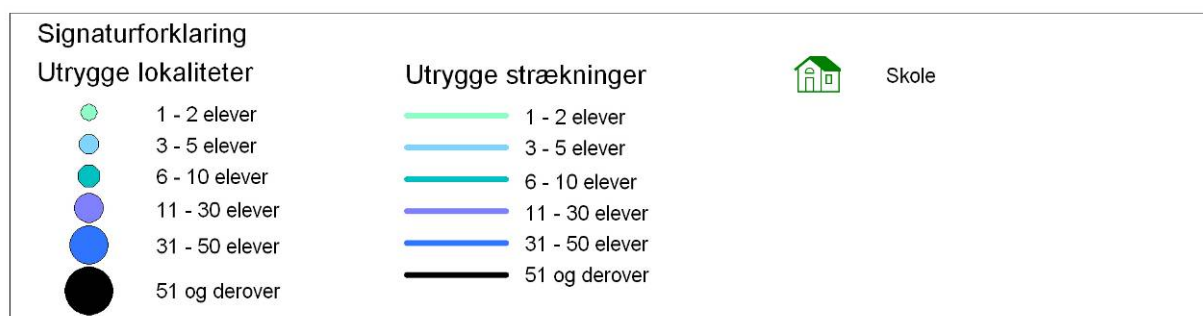 Signaturforklaring
Utrygge lokaliteter
1 - 2 elever
3 - 5 elever
6 - 10 elever
11 - 30 elever
31 - 50 elever
51 og derover
Utrygge strækninger
1 - 2 elever
3 - 5 elever
6 - 10 elever
11 - 30 elever
31 - 50 elever
51 og derover
Skole